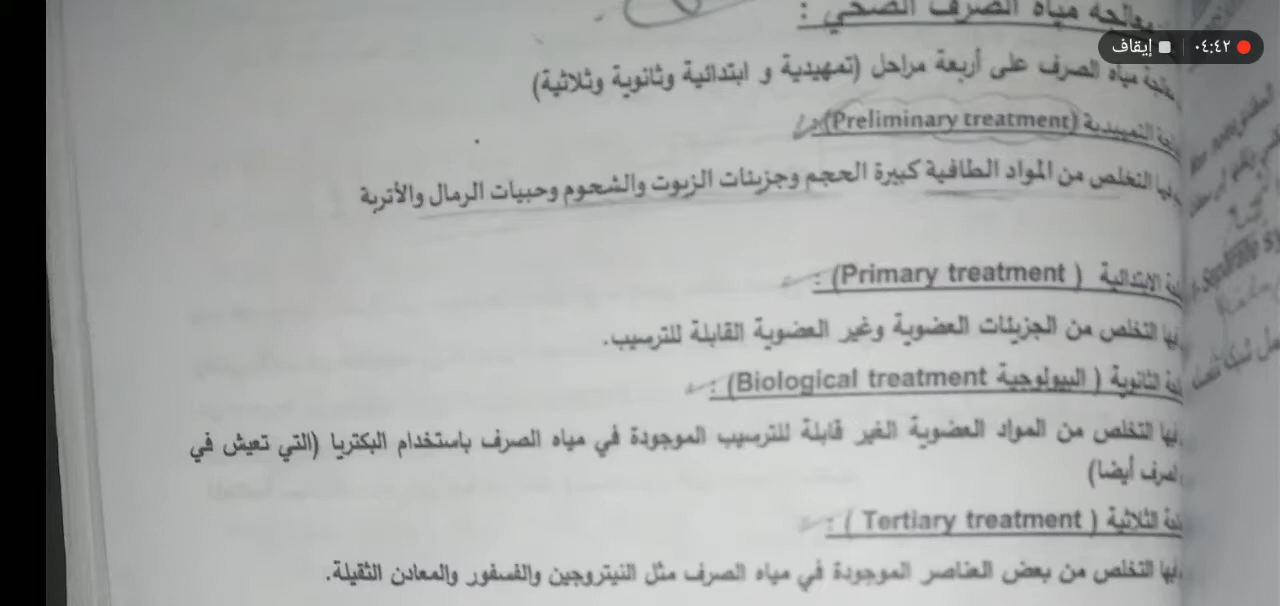 معالجة مياه الصرف الصحي :
٠٤:٤٢ إيقاف
مياه الصرف على أربعة مراحل (تمهيدية و ابتدائية وثانوية وثلاثية)
التمهيدية (Preliminary treatment):
التخلص من المواد الطافية كبيرة الحجم وجزيئات الزيوت والشحوم وحبيبات الرمال والأتربة
الابتدائية ( Primary treatment) :
التخلص من الجزيئات العضوية وغير العضوية القابلة للترسيب.
الثانوية ( البيولوجية Biological treatment) :
التخلص من المواد العضوية الغير قابلة للترسيب الموجودة في مياه الصرف باستخدام البكتريا (التي تعيش في
الصرف أيضا)
الثلاثية ( Tertiary treatment ) :
التخلص من بعض العناصر الموجودة في مياه الصرف مثل النيتروجين والفسفور والمعادن الثقيلة.